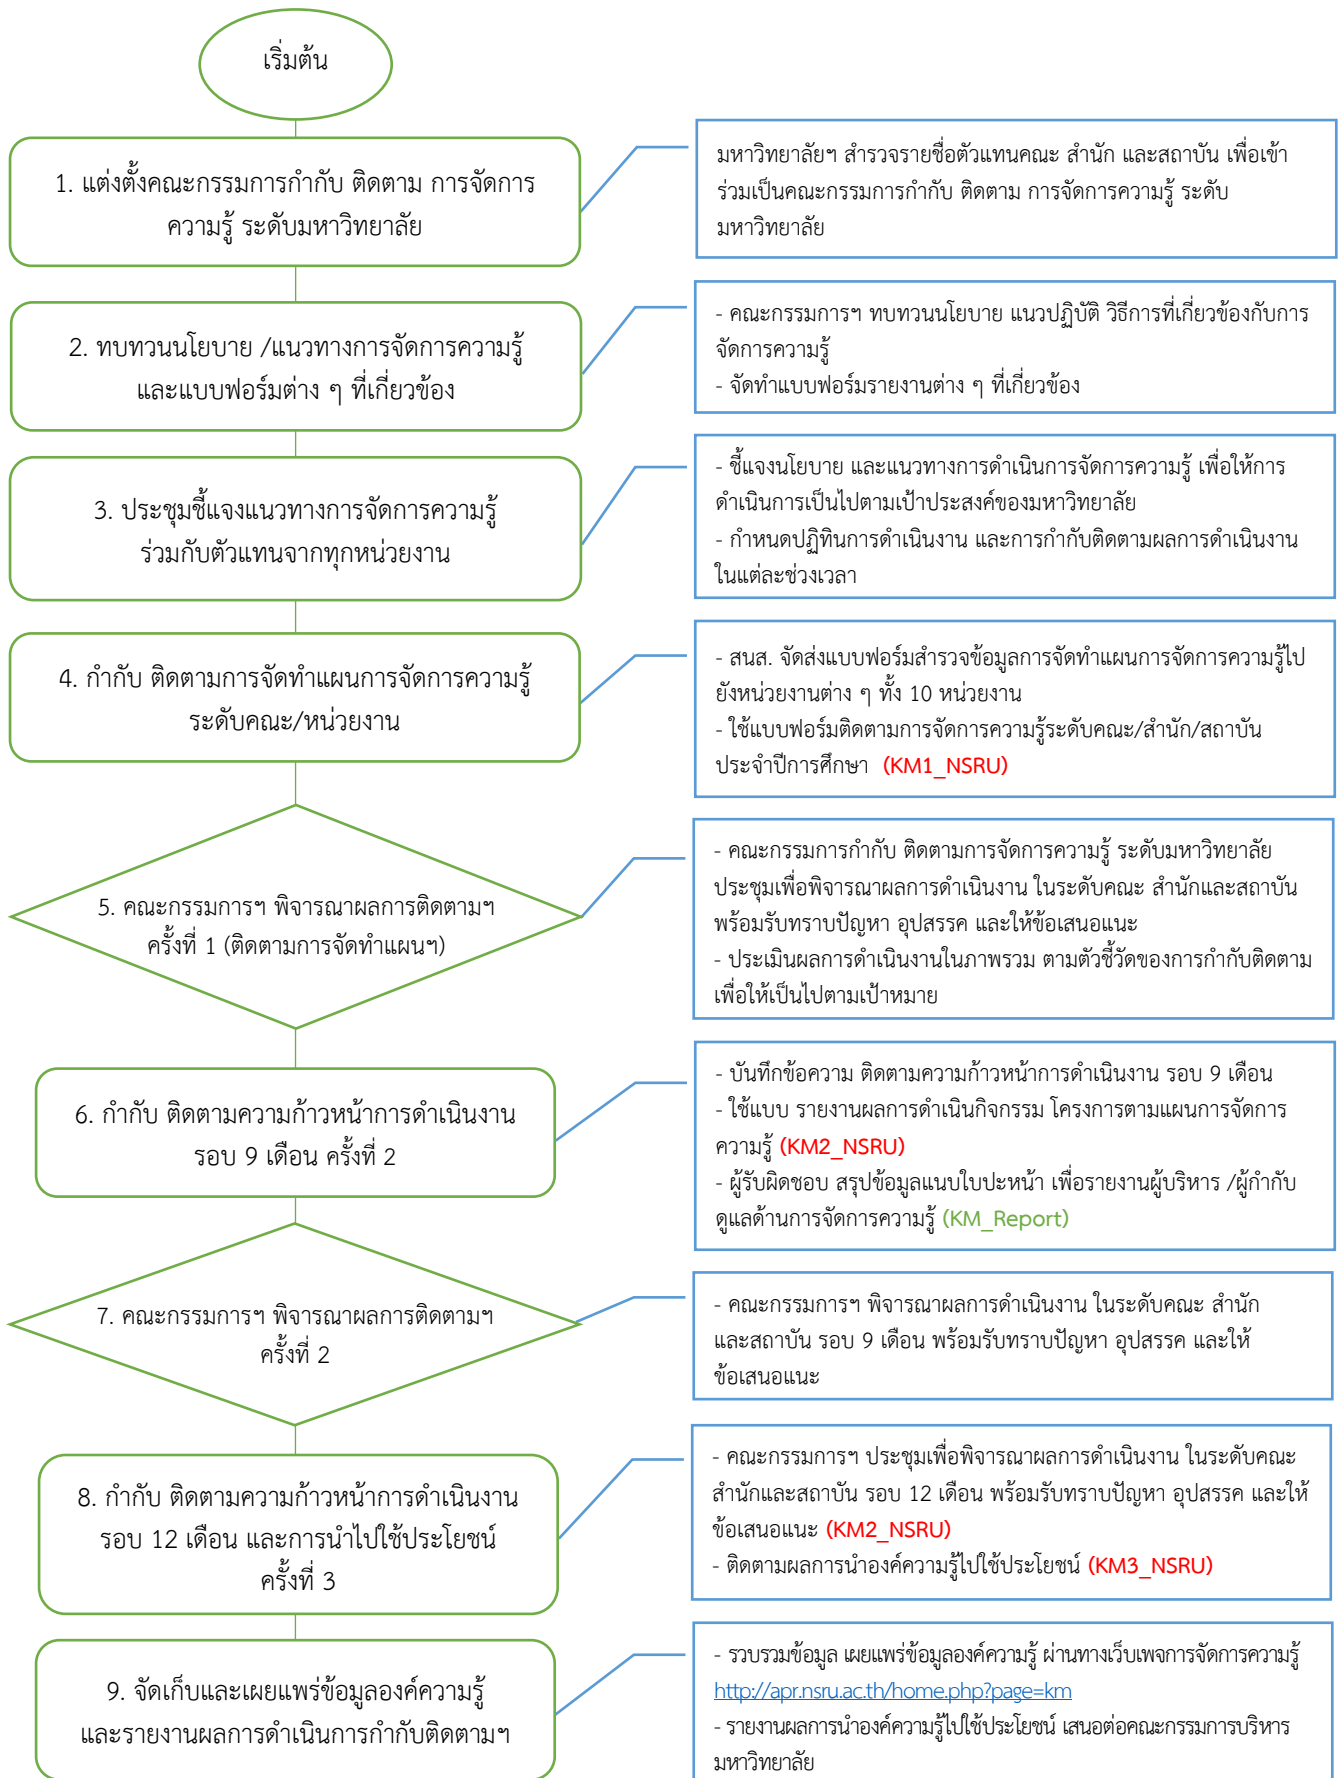 เริ่มต้น
1. แต่งตั้งคณะกรรมการกำกับ ติดตาม การจัดการ
ความรู้ ระดับมหาวิทยาลัย
มหาวิทยาลัยฯ สำรวจรายชื่อตัวแทนคณะ สำนัก และสถาบัน เพื่อเข้า
ร่วมเป็นคณะกรรมการกำกับ ติดตาม การจัดการความรู้ ระดับ
มหาวิทยาลัย
2. ทบทวนนโยบาย /แนวทางการจัดการความรู้
และแบบฟอร์มต่าง ๆ ที่เกี่ยวข้อง
- คณะกรรมการฯ ทบทวนนโยบาย แนวปฏิบัติ วิธีการที่เกี่ยวข้องกับการ
จัดการความรู้
- จัดทำแบบฟอร์มรายงานต่าง ๆ ที่เกี่ยวข้อง
3. ประชุมชี้แจงแนวทางการจัดการความรู้
ร่วมกับตัวแทนจากทุกหน่วยงาน
- ชี้แจงนโยบาย และแนวทางการดำเนินการจัดการความรู้ เพื่อให้การ
ดำเนินการเป็นไปตามเป้าประสงค์ของมหาวิทยาลัย
- กำหนดปฏิทินการดำเนินงาน และการกำกับติดตามผลการดำเนินงาน
ในแต่ละช่วงเวลา
4. กำกับ ติดตามการจัดทำแผนการจัดการความรู้
ระดับคณะ/หน่วยงาน
- สนส. จัดส่งแบบฟอร์มสำรวจข้อมูลการจัดทำแผนการจัดการความรู้ไป
ยังหน่วยงานต่าง ๆ ทั้ง 10 หน่วยงาน
- ใช้แบบฟอร์มติดตามการจัดการความรู้ระดับคณะ/สำนัก/สถาบัน
ประจำปีการศึกษา (KM1_NSRU)
5. คณะกรรมการฯ พิจารณาผลการติดตามฯ
ครั้งที่ 1 (ติดตามการจัดทำแผนฯ)
- คณะกรรมการกำกับ ติดตามการจัดการความรู้ ระดับมหาวิทยาลัย
ประชุมเพื่อพิจารณาผลการดำเนินงาน ในระดับคณะ สำนักและสถาบัน
พร้อมรับทราบปัญหา อุปสรรค และให้ข้อเสนอแนะ
- ประเมินผลการดำเนินงานในภาพรวม ตามตัวชี้วัดของการกำกับติดตาม
เพื่อให้เป็นไปตามเป้าหมาย
6. กำกับ ติดตามความก้าวหน้าการดำเนินงาน
รอบ 9 เดือน ครั้งที่ 2
- บันทึกข้อความ ติดตามความก้าวหน้าการดำเนินงาน รอบ 9 เดือน
- ใช้แบบ รายงานผลการดำเนินกิจกรรม โครงการตามแผนการจัดการ
ความรู้ (KM2_NSRU)
- ผู้รับผิดชอบ สรุปข้อมูลแนบใบปะหน้า เพื่อรายงานผู้บริหาร /ผู้กำกับ
ดูแลด้านการจัดการความรู้ (KM_Report)
7. คณะกรรมการฯ พิจารณาผลการติดตามฯ
ครั้งที่ 2
- คณะกรรมการฯ พิจารณาผลการดำเนินงาน ในระดับคณะ สำนัก
และสถาบัน รอบ 9 เดือน พร้อมรับทราบปัญหา อุปสรรค และให้
ข้อเสนอแนะ
8. กำกับ ติดตามความก้าวหน้าการดำเนินงาน
รอบ 12 เดือน และการนำไปใช้ประโยชน์
ครั้งที่ 3
- คณะกรรมการฯ ประชุมเพื่อพิจารณาผลการดำเนินงาน ในระดับคณะ
สำนักและสถาบัน รอบ 12 เดือน พร้อมรับทราบปัญหา อุปสรรค และให้
ข้อเสนอแนะ (KM2_NSRU)
- ติดตามผลการนำองค์ความรู้ไปใช้ประโยชน์ (KM3_NSRU)
9. จัดเก็บและเผยแพร่ข้อมูลองค์ความรู้
และรายงานผลการดำเนินการกำกับติดตามฯ
- รวบรวมข้อมูล เผยแพร่ข้อมูลองค์ความรู้ ผ่านทางเว็บเพจการจัดการความรู้
http://apr.nsru.ac.th/home.php?page=km
- รายงานผลการนำองค์ความรู้ไปใช้ประโยชน์ เสนอต่อคณะกรรมการบริหาร
มหาวิทยาลัย